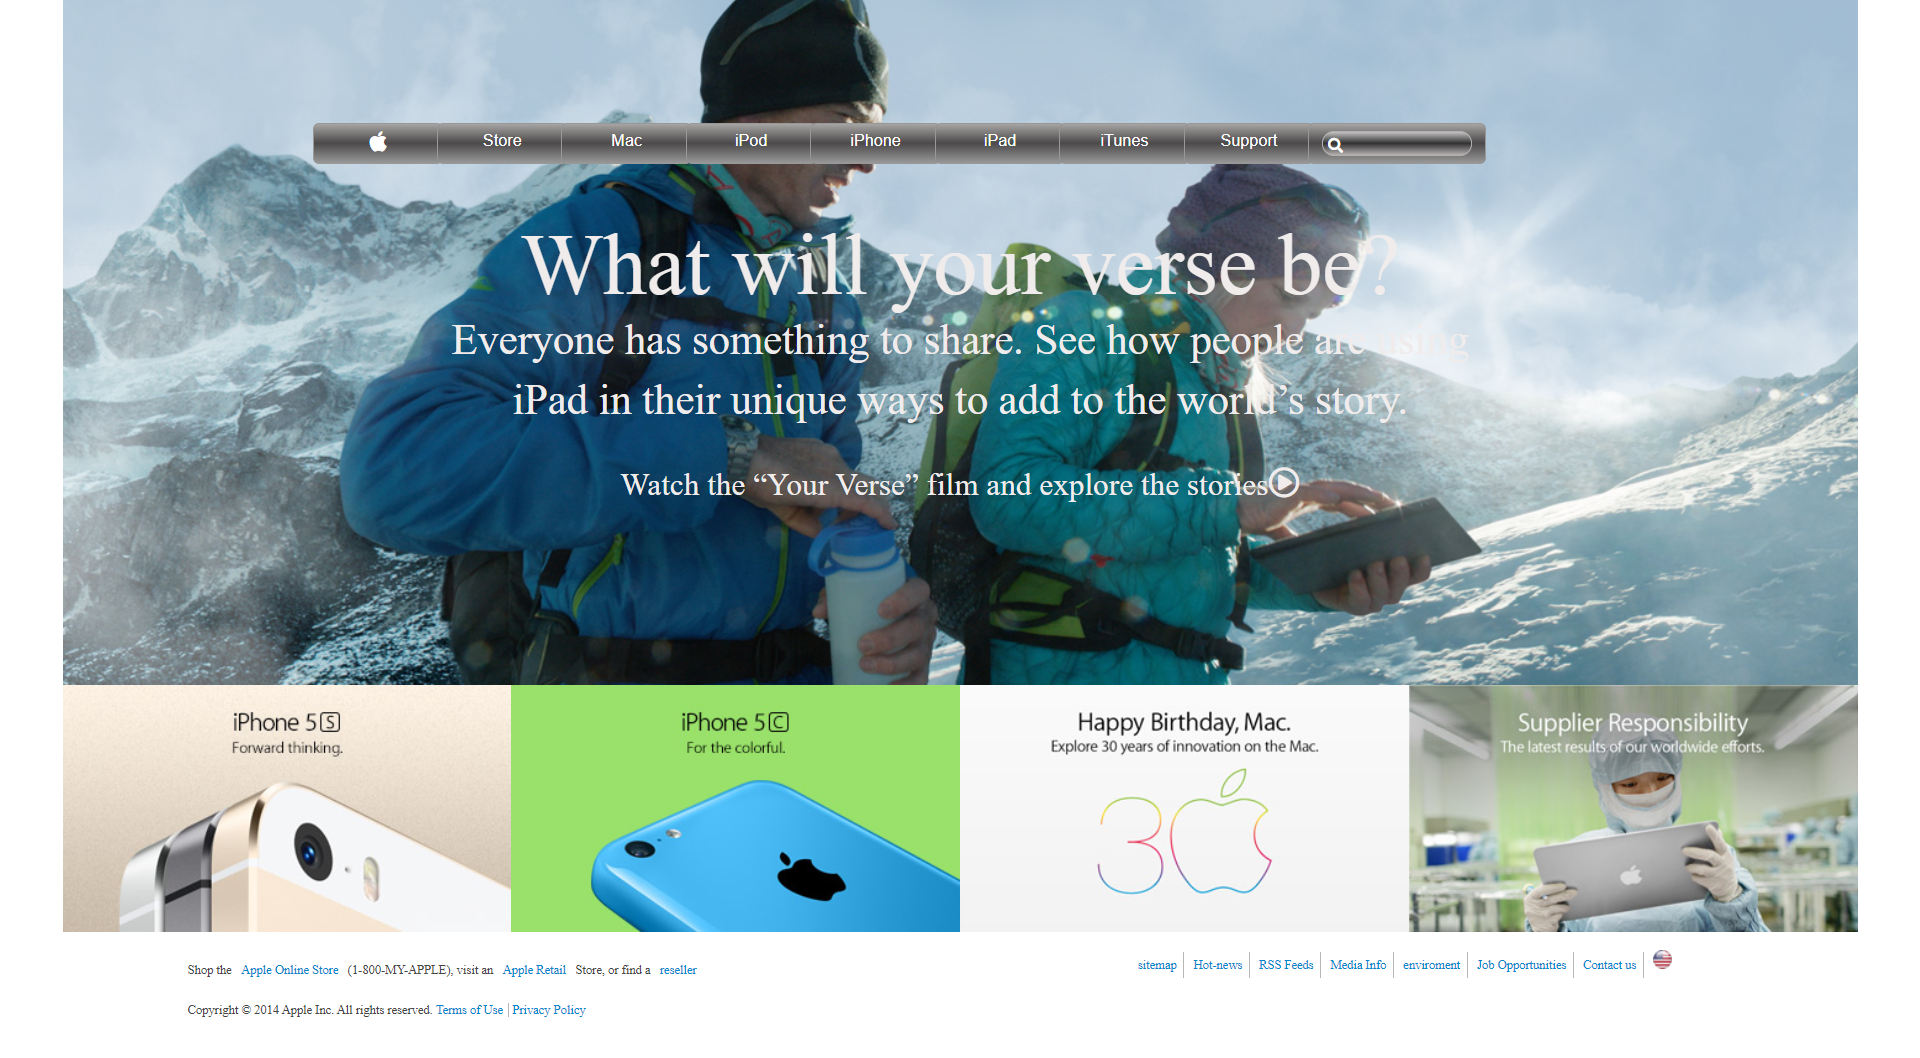 Store Mac iPod iPhone iPad iTunes Support
What will your verse be?
Everyone has something to share. See how people are using
iPad in their unique ways to add to the world’s story.
Watch the “Your Verse” film and explore the stories
iPhone 5S
Forward thinking.
iPhone 5C
For the colorful.
Happy Birthday, Mac.
Explore 30 years of innovation on the Mac.
30
Supplier Responsibility
The latest results of our worldwide efforts.
Shop the Apple Online Store (1-800-MY-APPLE), visit an Apple Retail Store, or find a reseller
sitemap Hot-news RSS Feeds Media Info enviroment Job Opportunities Contact us
Copyright © 2014 Apple Inc. All rights reserved. Terms of Use | Privacy Policy